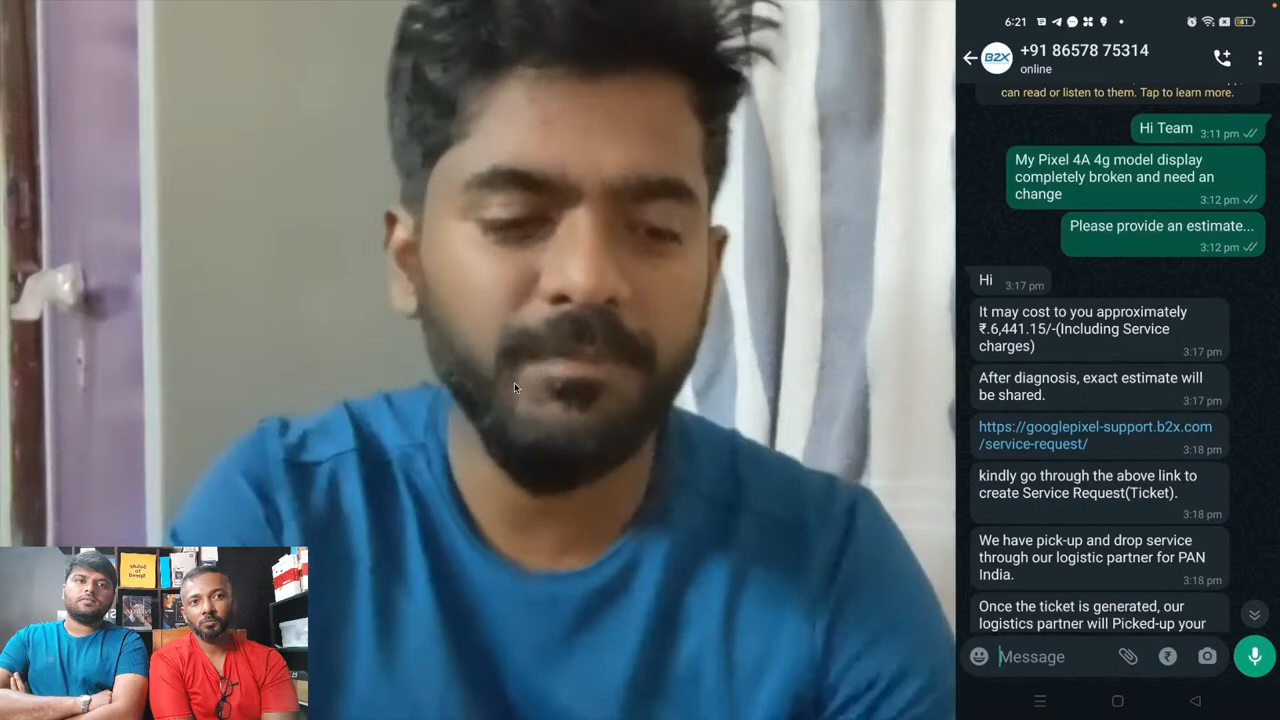 6:21
B2X
+91 86578 75314
online
can read or listen to them. Tap to learn more.
Hi Team
3:11 pm
My Pixel 4A 4g model display
completely broken and need an
change
3:12 pm
Please provide an estimate...
3:12 pm
Hi
3:17 pm
It may cost to you approximately
₹.6,441.15/-(Including Service
charges)
3:17 pm
After diagnosis, exact estimate will
be shared.
3:17 pm
https://googlepixel-support.b2x.com
/service-request/
3:18 pm
kindly go through the above link to
create Service Request(Ticket).
3:18 pm
We have pick-up and drop service
through our logistic partner for PAN
India.
3:18 pm
Once the ticket is generated, our
logistics partner will Picked-up your
Message